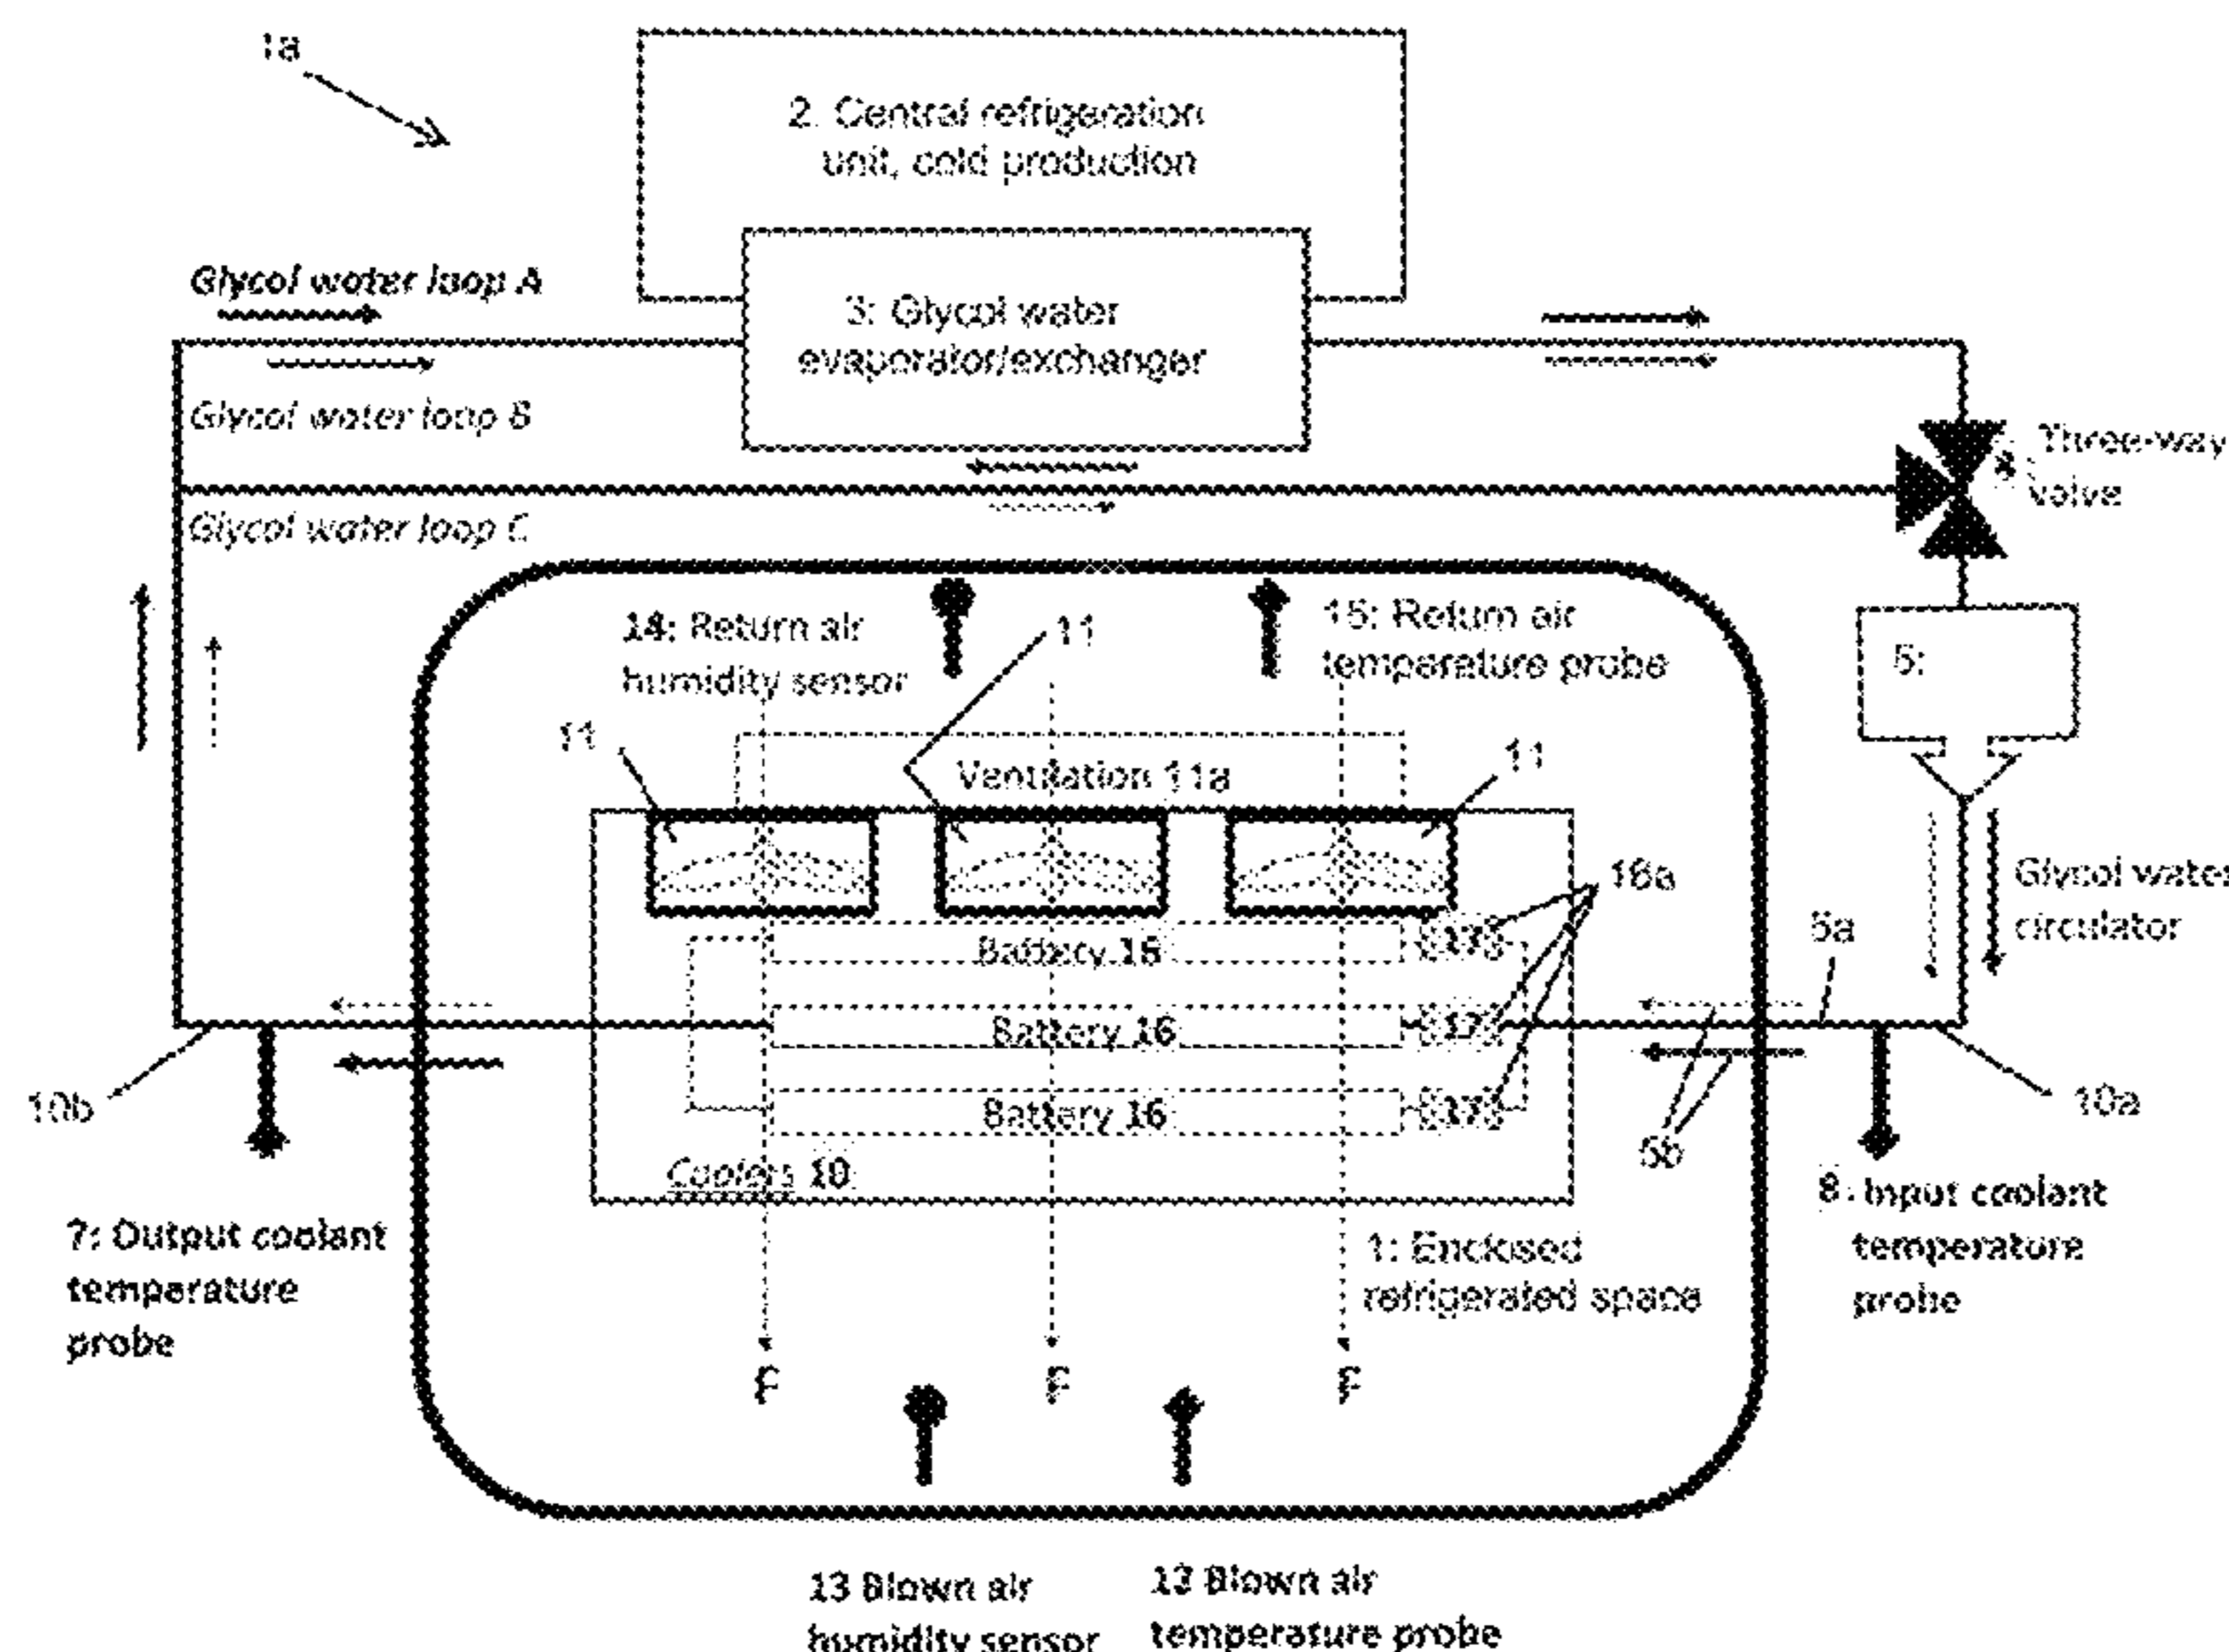 1a
2. Central refrigeration
unit, cold production
Glycol water loop A
3: Glycol water
evaporator/exchanger
Glycol water loop B
Three-way
valve
Glycol water loop C
14: Return air
humidity sensor
11
15: Return air
temperature probe
5:
11
Ventilation 11a
11
16a
Glycol water
circulator
5a
Battery 16
17
Battery 16
17
10b
Battery 16
17
5b
10a
Coolers 10
7: Output coolant
temperature
probe
8: Input coolant
temperature
probe
1: Enclosed
refrigerated space
F
F
F
13 Blown air
humidity sensor
12 Blown air
temperature probe